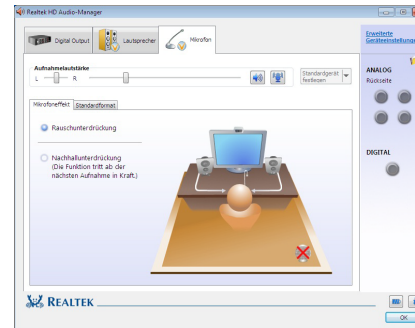 Realtek HD Audio-Manager
Digital Output
Lautsprecher
Mikrofon
Erweiterte
Geräteeinstellungen
Aufnahmelautstärke
L
R
Standardgerät
festlegen
ANALOG
Rückseite
Mikrofoneffekt
Standardformat
Rauschunterdrückung
Nachhallunterdrückung
(Die Funktion tritt ab der
nächsten Aufnahme in Kraft.)
DIGITAL
REALTEK
OK